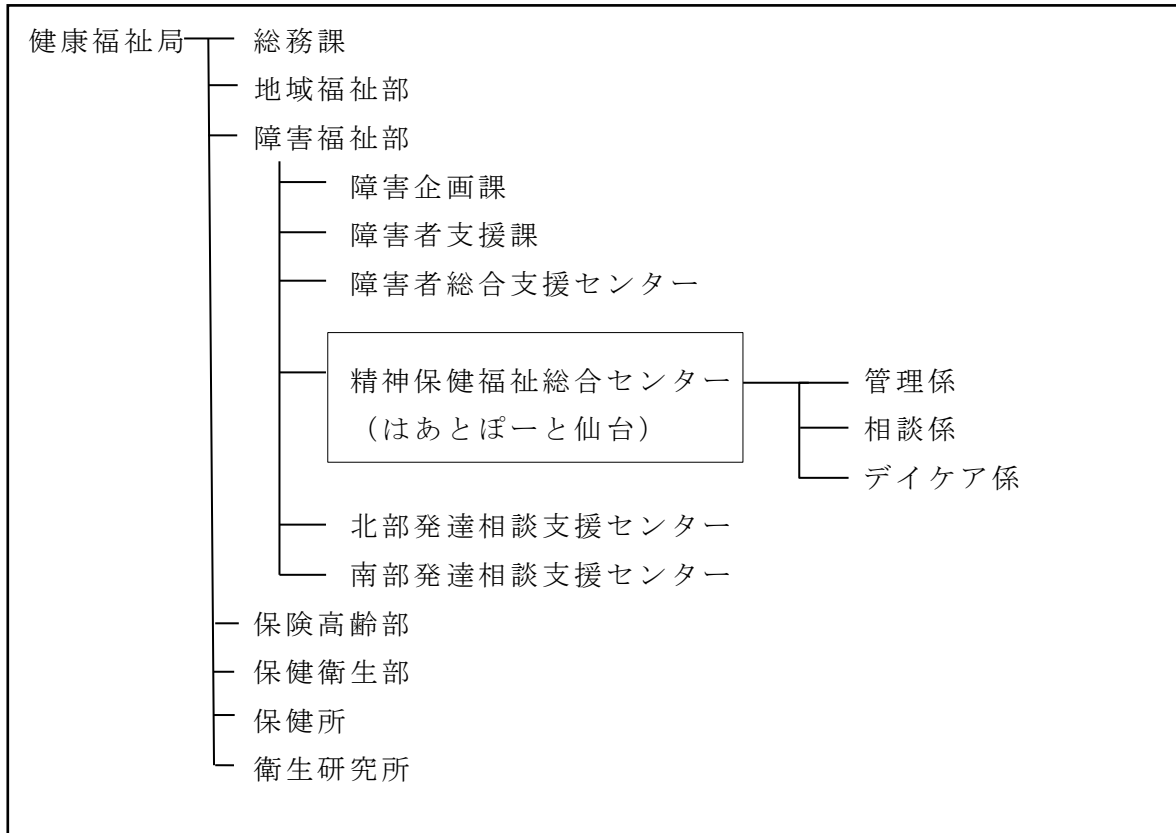 健康福祉局
総務課
地域福祉部
障害福祉部
障害企画課
障害者支援課
障害者総合支援センター
精神保健福祉総合センター
（はあとぽーと仙台）
管理係
相談係
デイケア係
北部発達相談支援センター
南部発達相談支援センター
保険高齢部
保健衛生部
保健所
衛生研究所